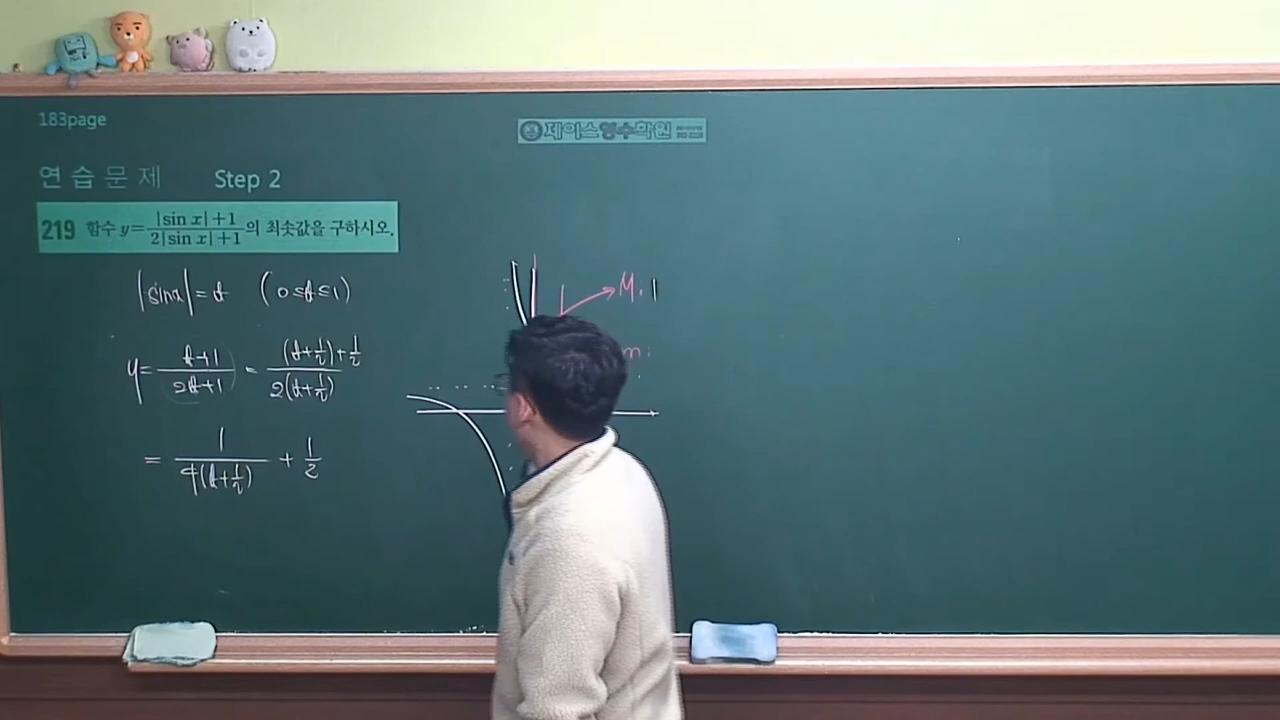 183page
제이스영수학원
연습문제 Step 2
219 함수 y=|sin x|+1/2|sin x|+1의 최솟값을 구하시오.
|sinx|=t (0≤t≤1)
y= t+1/2t+1 = (t+1/2)+1/2 / 2(t+1/2)
= 1/4(t+1/2) + 1/2
M. 1
m: